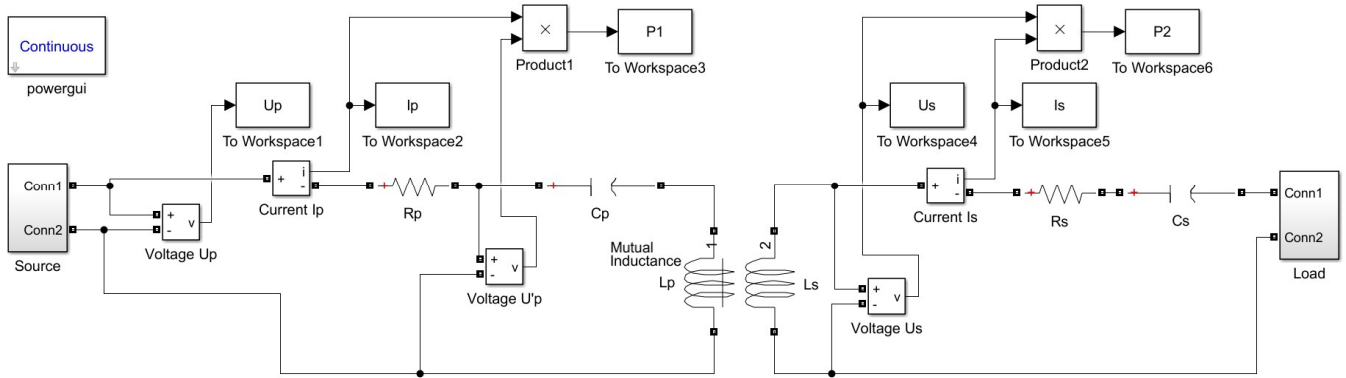 Continuous
powergui
Up
To Workspace1
Ip
To Workspace2
×
Product1
P1
To Workspace3
×
Product2
P2
To Workspace6
Us
To Workspace4
Is
To Workspace5
Conn1
Conn2
Source
+
-
v
Voltage Up
+
i
-
Current Ip
+
Rp
+
Cp
+
-
v
Voltage U'p
Mutual
Inductance
1
Lp
2
Ls
+
-
v
Voltage Us
+
i
-
Current Is
+
Rs
+
Cs
Conn1
Conn2
Load